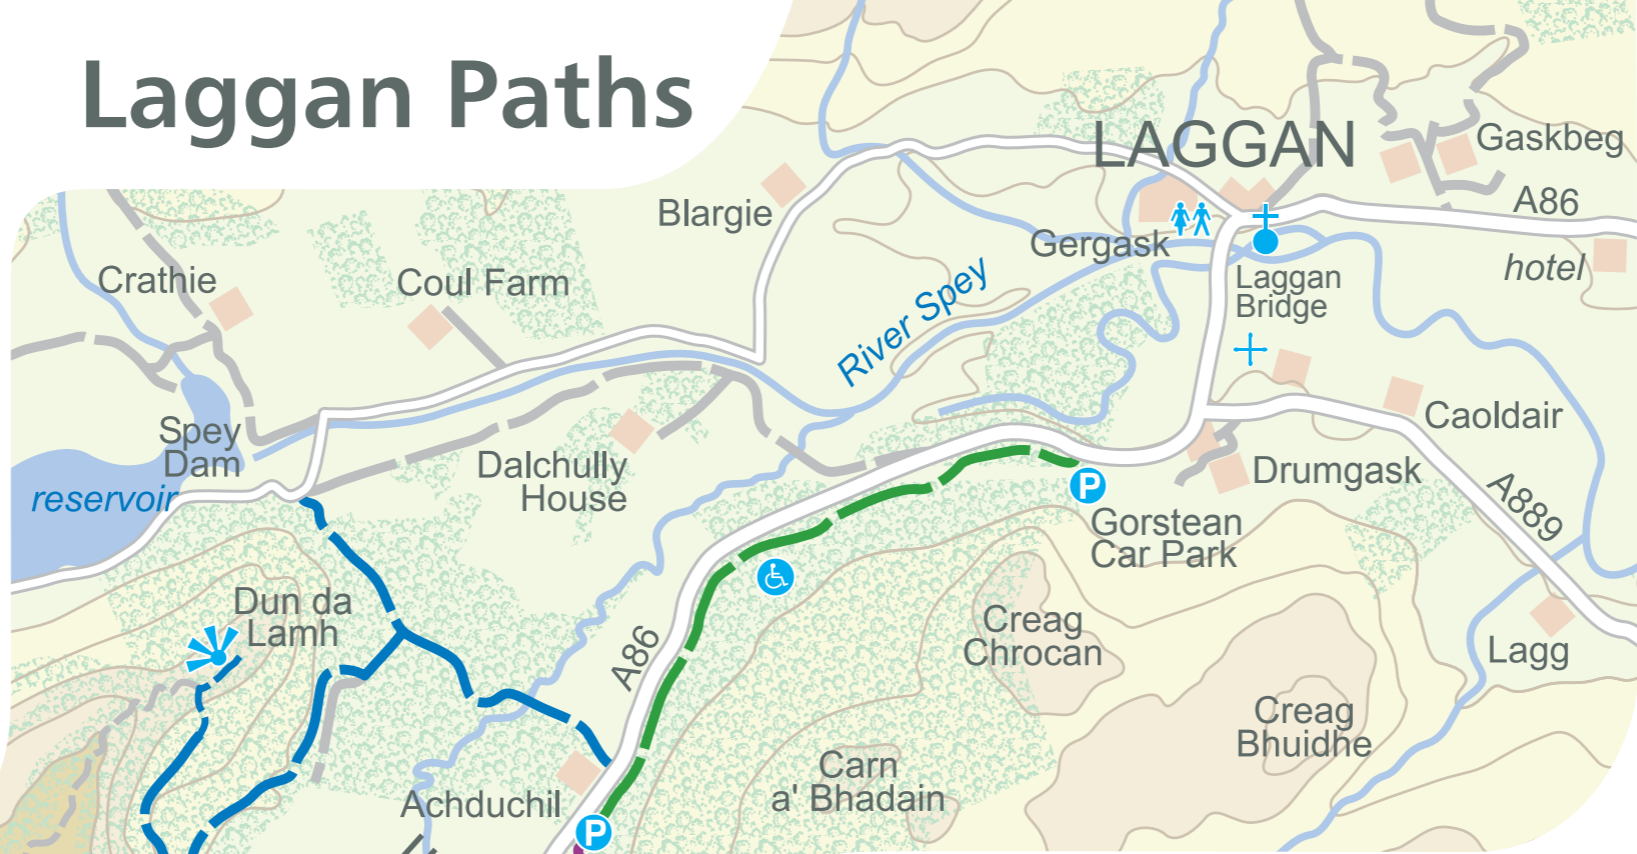 Laggan Paths
LAGGAN
Gaskbeg
A86
Blargie
Gergask
hotel
Crathie
Coul Farm
Laggan
Bridge
River Spey
Spey
Dam
reservoir
Dalchully
House
Caoldair
Drumgask
P
A889
Gorstean
Car Park
Dun da
Lamh
A86
Creag
Chrocan
Lagg
Creag
Bhuidhe
Carn
a' Bhadain
Achduchil
P